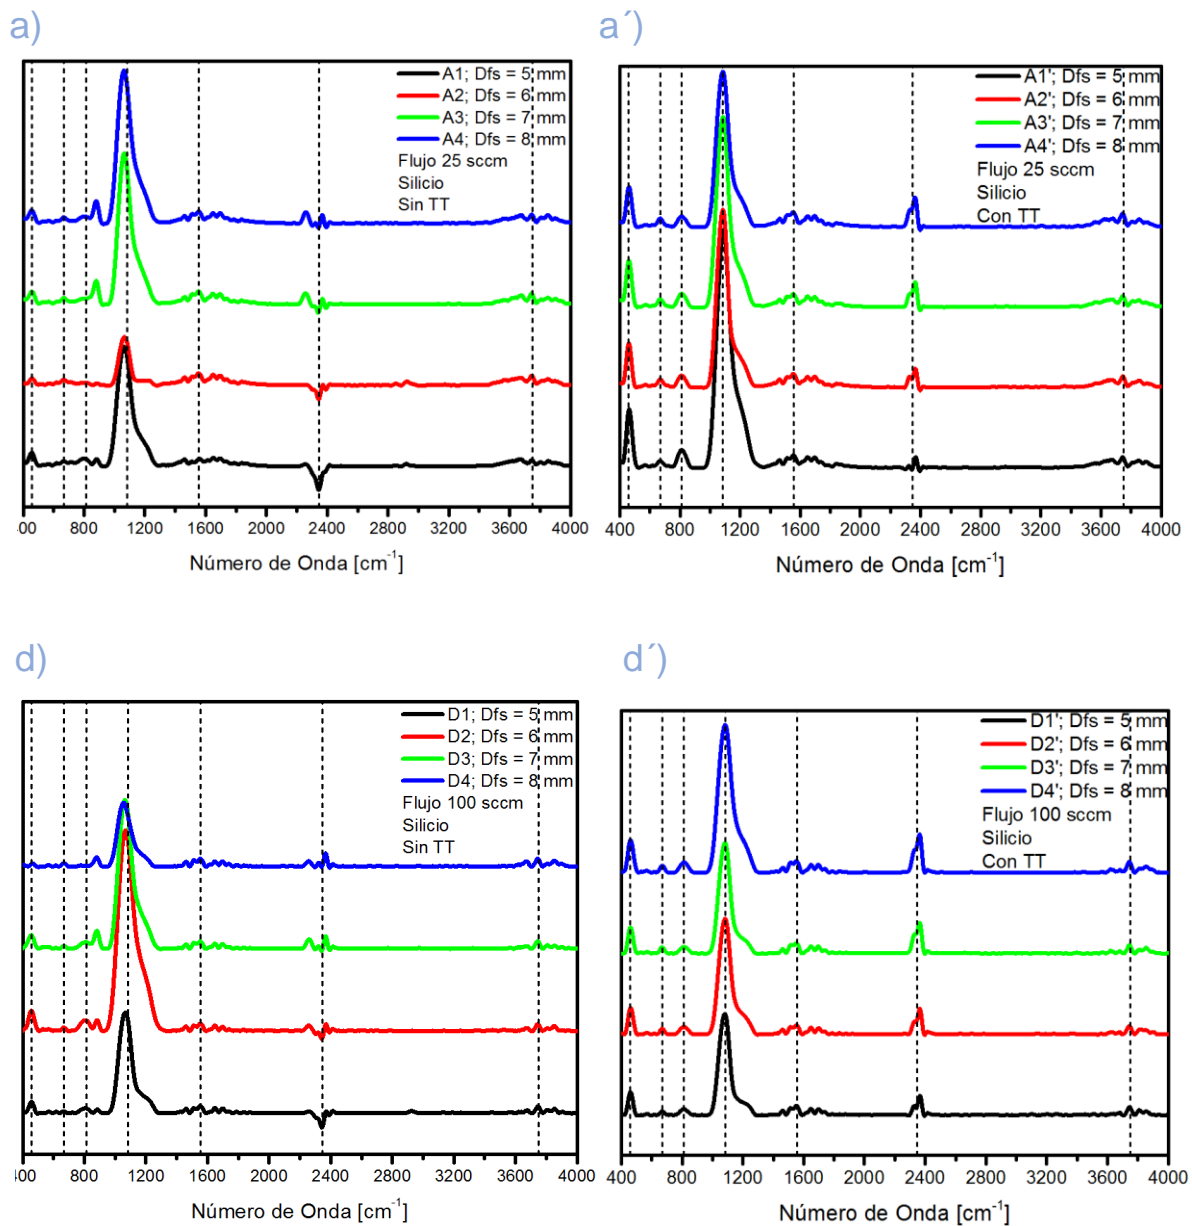 a)
A1; Dfs = 5 mm
A2; Dfs = 6 mm
A3; Dfs = 7 mm
A4; Dfs = 8 mm
Flujo 25 sccm
Silicio
Sin TT
400 800 1200 1600 2000 2400 2800 3200 3600 4000
Número de Onda [cm-1]
a´)
A1'; Dfs = 5 mm
A2'; Dfs = 6 mm
A3'; Dfs = 7 mm
A4'; Dfs = 8 mm
Flujo 25 sccm
Silicio
Con TT
400 800 1200 1600 2000 2400 2800 3200 3600 4000
Número de Onda [cm-1]
d)
D1; Dfs = 5 mm
D2; Dfs = 6 mm
D3; Dfs = 7 mm
D4; Dfs = 8 mm
Flujo 100 sccm
Silicio
Sin TT
400 800 1200 1600 2000 2400 2800 3200 3600 4000
Número de Onda [cm-1]
d´)
D1'; Dfs = 5 mm
D2'; Dfs = 6 mm
D3'; Dfs = 7 mm
D4'; Dfs = 8 mm
Flujo 100 sccm
Silicio
Con TT
400 800 1200 1600 2000 2400 2800 3200 3600 4000
Número de Onda [cm-1]